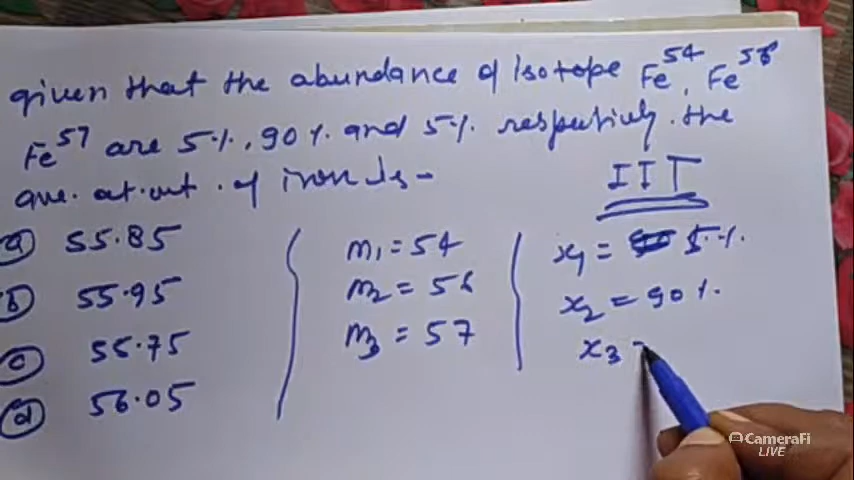 given that the abundance of isotope Fe⁵⁴, Fe⁵⁶
Fe⁵⁷ are 5%, 90% and 5% respectively. the
ave. at. wt. of iron is -
IIT
(a) 55.85
(b) 55.95
(c) 55.75
(d) 56.05
m₁ = 54
m₂ = 56
m₃ = 57
x₁ = 5%.
x₂ = 90%.
x₃ =
CameraFi
LIVE